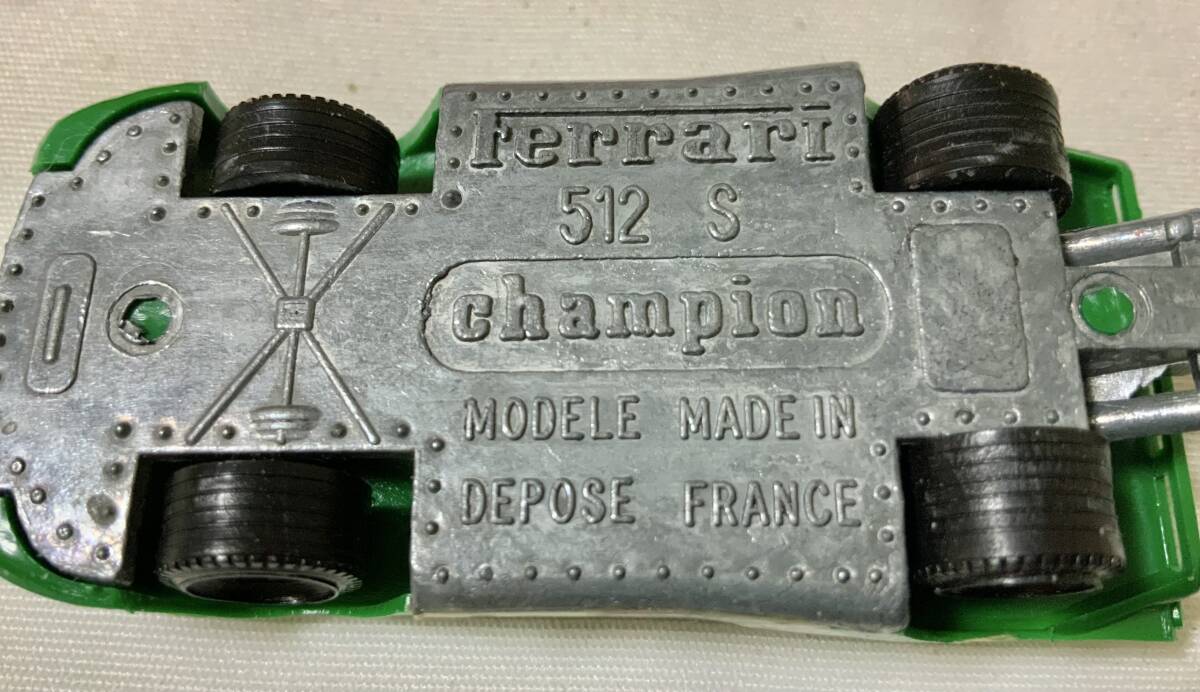 Ferrari
512 S
champion
MODELE MADE IN
DEPOSE FRANCE